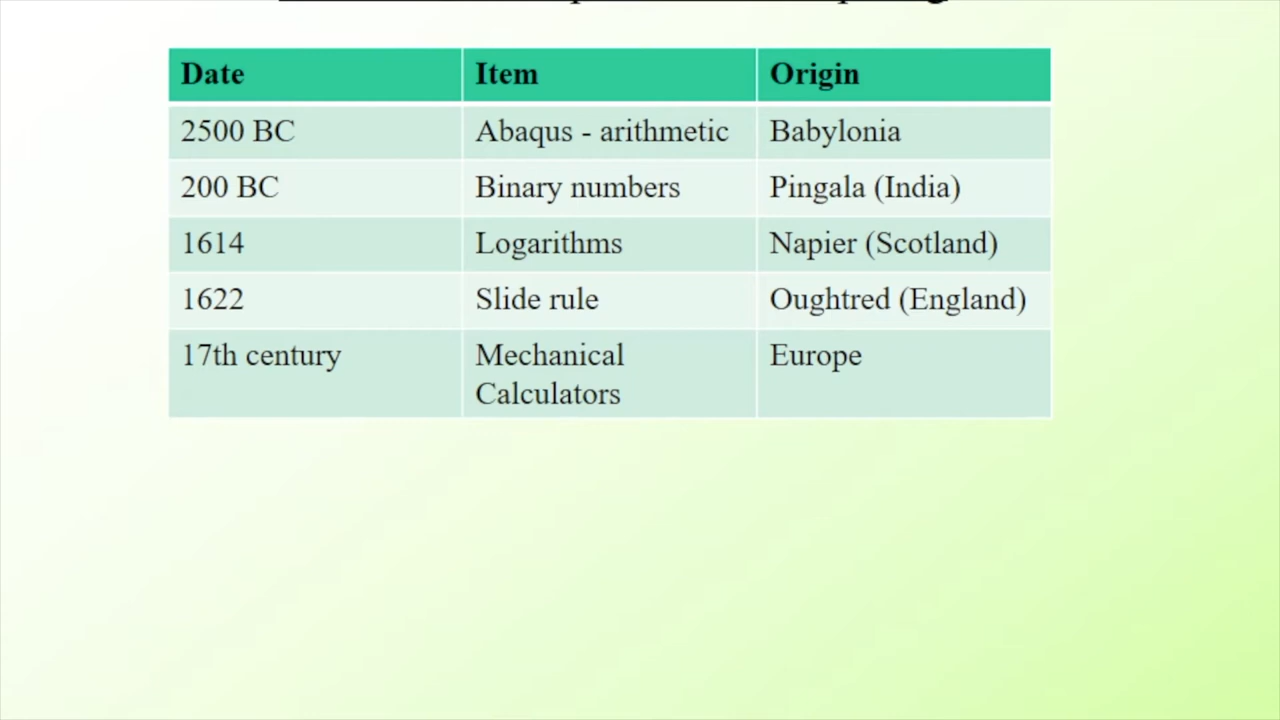 Date Item Origin
2500 BC Abaqus - arithmetic Babylonia
200 BC Binary numbers Pingala (India)
1614 Logarithms Napier (Scotland)
1622 Slide rule Oughtred (England)
17th century Mechanical Europe
Calculators